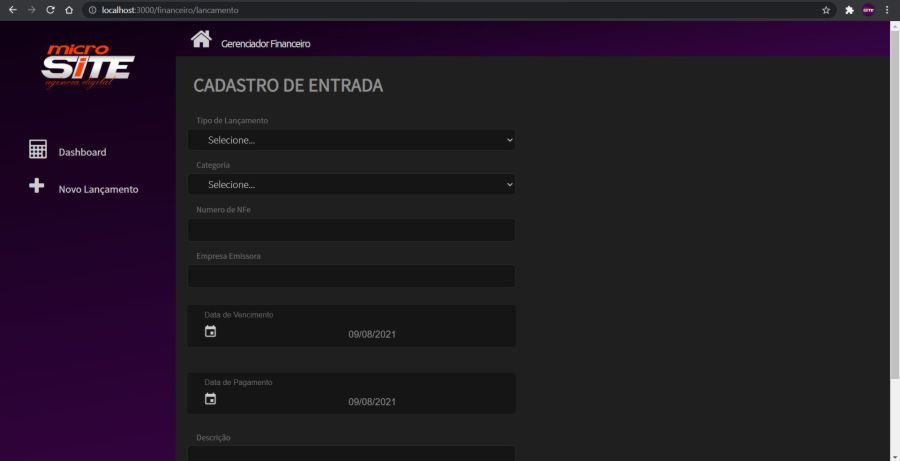 localhost:3000/financeiro/lancamento
micro
SiTE
agencia digital
Gerenciador Financeiro
Dashboard
Novo Lançamento
CADASTRO DE ENTRADA
Tipo de Lançamento
Selecione...
Categoria
Selecione...
Numero de NFe
Empresa Emissora
Data de Vencimento
09/08/2021
Data de Pagamento
09/08/2021
Descrição